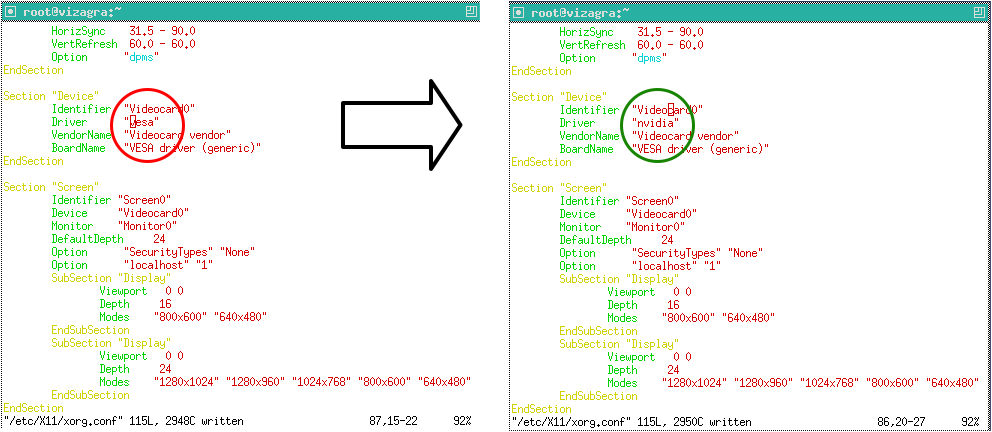 root@vizagra:~
HorizSync 31.5 - 90.0
VertRefresh 60.0 - 60.0
Option "dpms"
EndSection
Section "Device"
Identifier "Videocard0"
Driver "vesa"
VendorName "Videocard vendor"
BoardName "VESA driver (generic)"
EndSection
Section "Screen"
Identifier "Screen0"
Device "Videocard0"
Monitor "Monitor0"
DefaultDepth 24
Option "SecurityTypes" "None"
Option "localhost" "1"
SubSection "Display"
Viewport 0 0
Depth 16
Modes "800x600" "640x480"
EndSubSection
SubSection "Display"
Viewport 0 0
Depth 24
Modes "1280x1024" "1280x960" "1024x768" "800x600" "640x480"
EndSubSection
EndSection
"/etc/X11/xorg.conf" 115L, 2948C written 87,15-22 92%
root@vizagra:~
HorizSync 31.5 - 90.0
VertRefresh 60.0 - 60.0
Option "dpms"
EndSection
Section "Device"
Identifier "Videocard0"
Driver "nvidia"
VendorName "Videocard vendor"
BoardName "VESA driver (generic)"
EndSection
Section "Screen"
Identifier "Screen0"
Device "Videocard0"
Monitor "Monitor0"
DefaultDepth 24
Option "SecurityTypes" "None"
Option "localhost" "1"
SubSection "Display"
Viewport 0 0
Depth 16
Modes "800x600" "640x480"
EndSubSection
SubSection "Display"
Viewport 0 0
Depth 24
Modes "1280x1024" "1280x960" "1024x768" "800x600" "640x480"
EndSubSection
EndSection
"/etc/X11/xorg.conf" 115L, 2950C written 86,20-27 92%